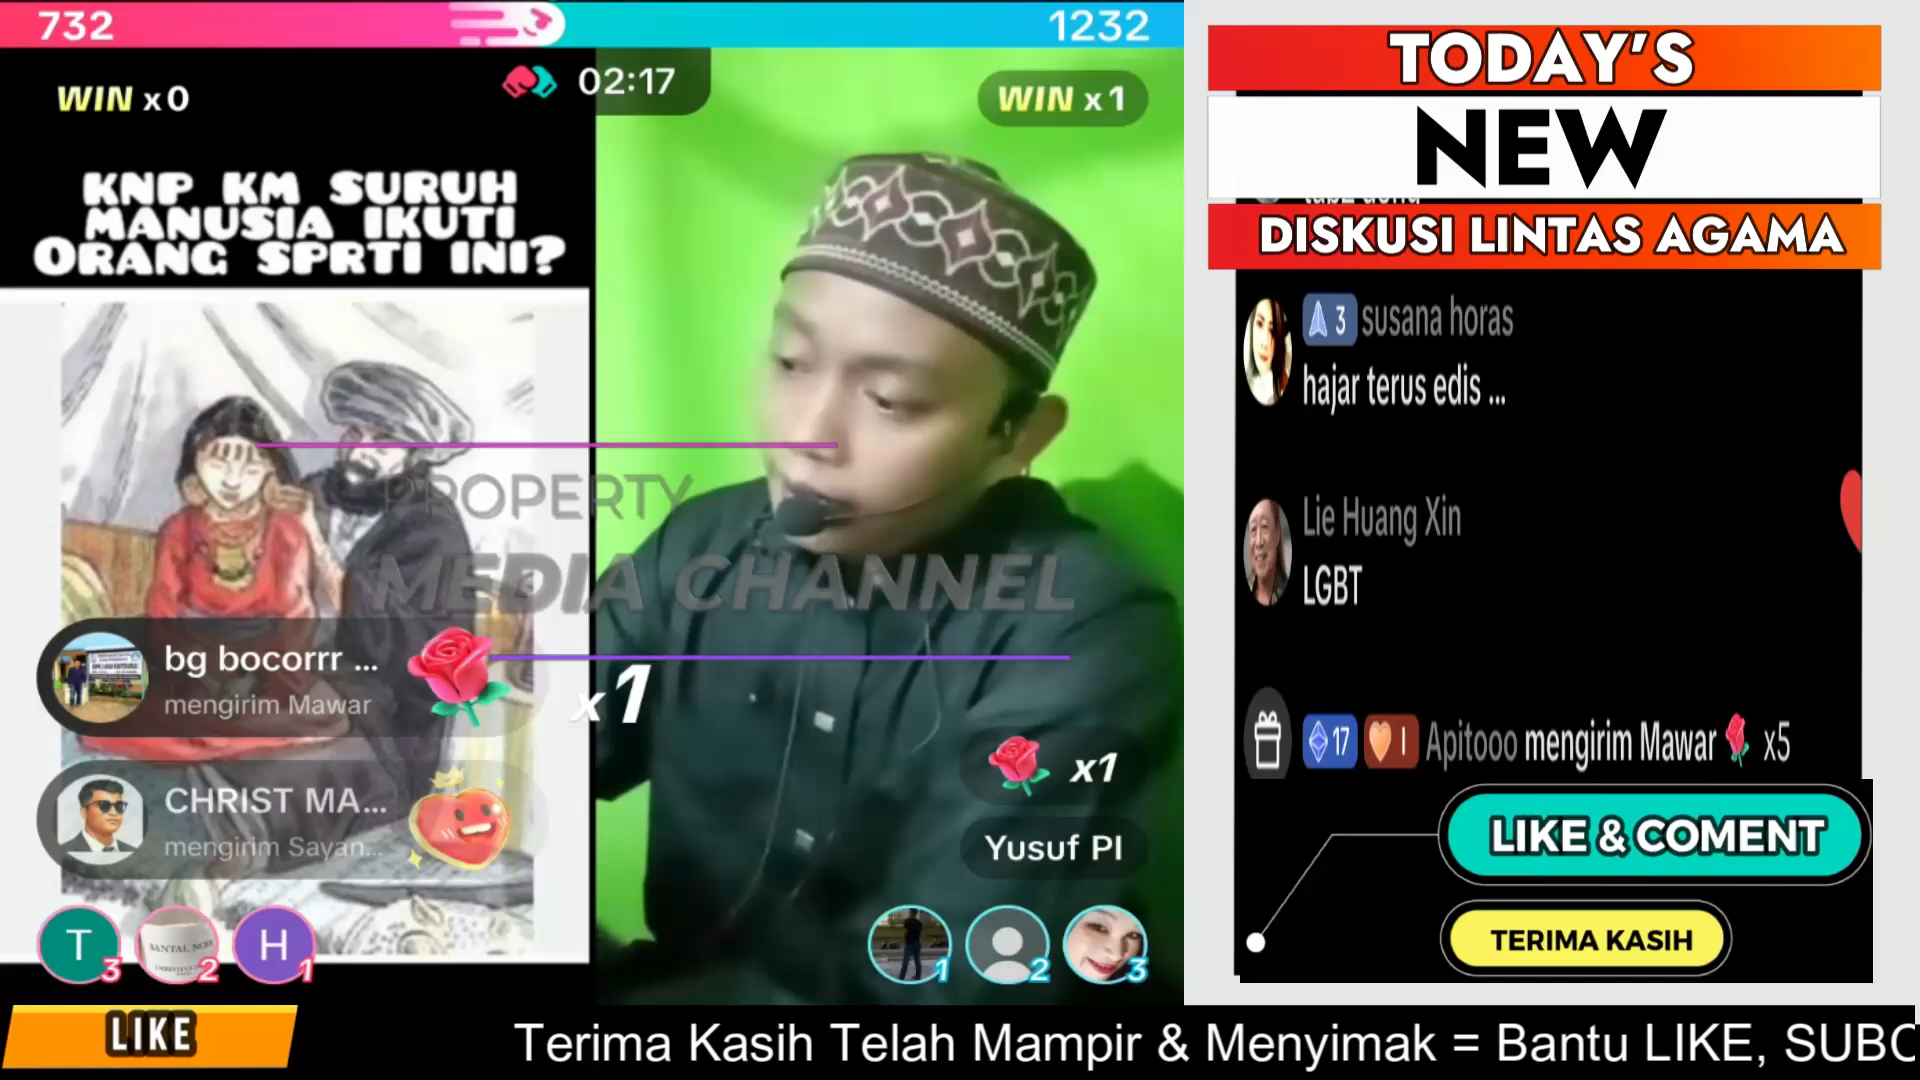 732
1232
WIN x0
02:17
WIN x1
KNP KM SURUH
MANUSIA IKUTI
ORANG SPRTI INI?
PROPERTY
MEDIA CHANNEL
bg bocorrr ...
mengirim Mawar
x1
CHRIST MA...
mengirim Sayan...
x1
Yusuf Pl
T
3
BANTAL
2
H
1
1
2
3
TODAY'S
NEW
DISKUSI LINTAS AGAMA
3 susana horas
hajar terus edis ...
Lie Huang Xin
LGBT
17 I Apitooo mengirim Mawar x5
LIKE & COMENT
TERIMA KASIH
LIKE
Terima Kasih Telah Mampir & Menyimak = Bantu LIKE, SUBC